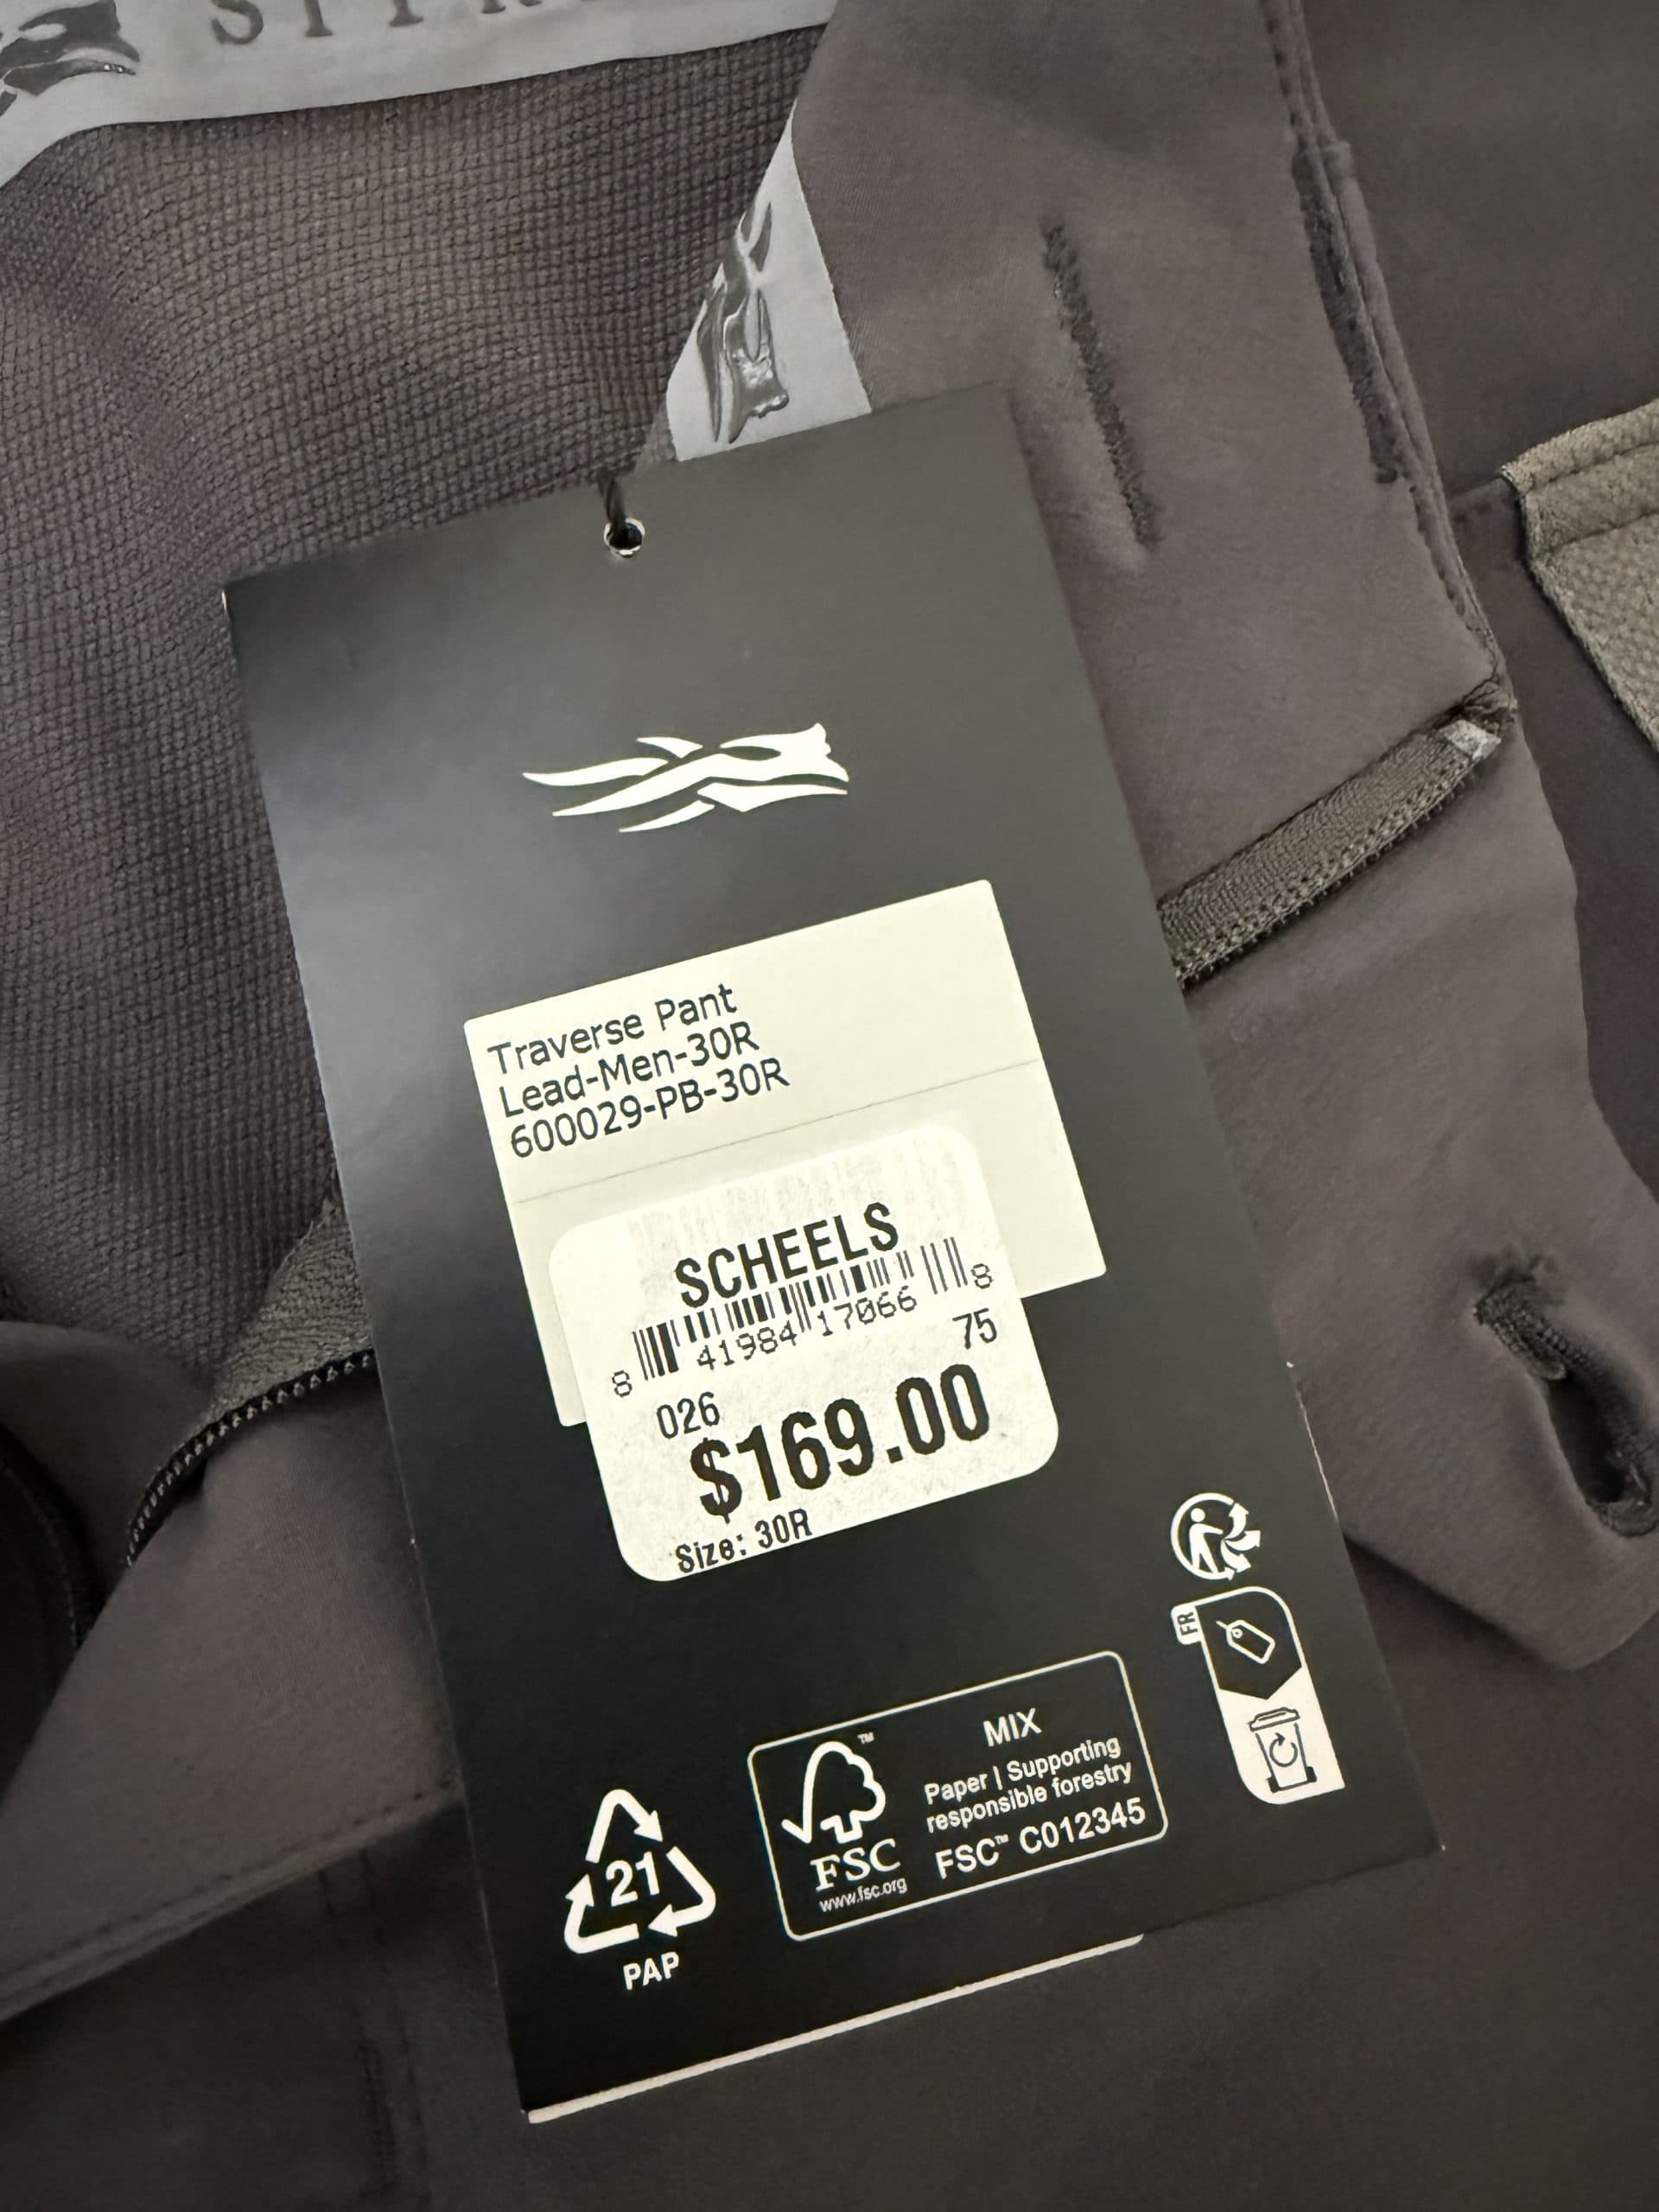 Traverse Pant
Lead-Men-30R
600029-PB-30R
SCHEELS
8 41984 17066 8
75
026
$169.00
Size: 30R
FR
21
PAP
FSC
™
www.fsc.org
MIX
Paper | Supporting
responsible forestry
FSC™ C012345